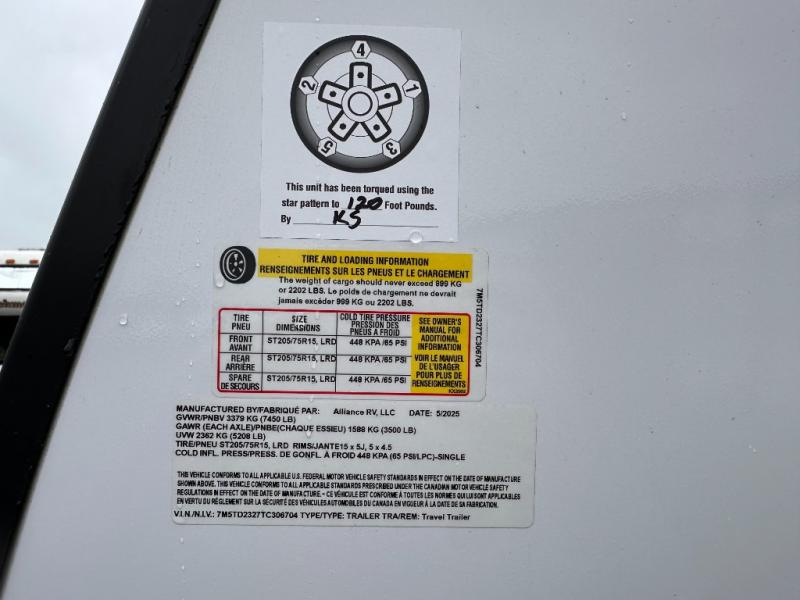 4
2
1
5
3
This unit has been torqued using the
star pattern to 120 Foot Pounds.
By KS
TIRE AND LOADING INFORMATION
RENSEIGNEMENTS SUR LES PNEUS ET LE CHARGEMENT
The weight of cargo should never exceed 999 KG
or 2202 LBS. Le poids de chargement ne devrait
jamais excéder 999 KG ou 2202 LBS.
TIRE SIZE COLD TIRE PRESSURE
PNEU DIMENSIONS PRESSION DES
PNEUS A FROID
FRONT ST205/75R15, LRD 448 KPA /65 PSI
AVANT
REAR ST205/75R15, LRD 448 KPA /65 PSI
ARRIÈRE
SPARE ST205/75R15, LRD 448 KPA /65 PSI
DE SECOURS
SEE OWNER'S
MANUAL FOR
ADDITIONAL
INFORMATION
VOIR LE MANUEL
DE L'USAGER
POUR PLUS DE
RENSEIGNEMENTS
7M5TD2327TC306704
MANUFACTURED BY/FABRIQUÉ PAR: Alliance RV, LLC DATE: 5/2025
GVWR/PNBV 3379 KG (7450 LB)
GAWR (EACH AXLE)/PNBE(CHAQUE ESSIEU) 1588 KG (3500 LB)
UVW 2362 KG (5208 LB)
TIRE/PNEU ST205/75R15, LRD RIMS/JANTE15 x 5J, 5 x 4.5
COLD INFL. PRESS/PRESS. DE GONFL. À FROID 448 KPA (65 PSI/LPC)-SINGLE
THIS VEHICLE CONFORMS TO ALL APPLICABLE U.S. FEDERAL MOTOR VEHICLE SAFETY STANDARDS IN EFFECT ON THE DATE OF MANUFACTURE
SHOWN ABOVE. THIS VEHICLE CONFORMS TO ALL APPLICABLE STANDARDS PRESCRIBED UNDER THE CANADIAN MOTOR VEHICLE SAFETY
REGULATIONS IN EFFECT ON THE DATE OF MANUFACTURE. - CE VÉHICULE EST CONFORME À TOUTES LES NORMES QUI LUI SONT APPLICABLES
EN VERTU DU RÈGLEMENT SUR LA SÉCURITÉ DES VÉHICULES AUTOMOBILES DU CANADA EN VIGUEUR À LA DATE DE SA FABRICATION.
V.I.N./N.I.V.: 7M5TD2327TC306704 TYPE/TYPE: TRAILER TRA/REM: Travel Trailer